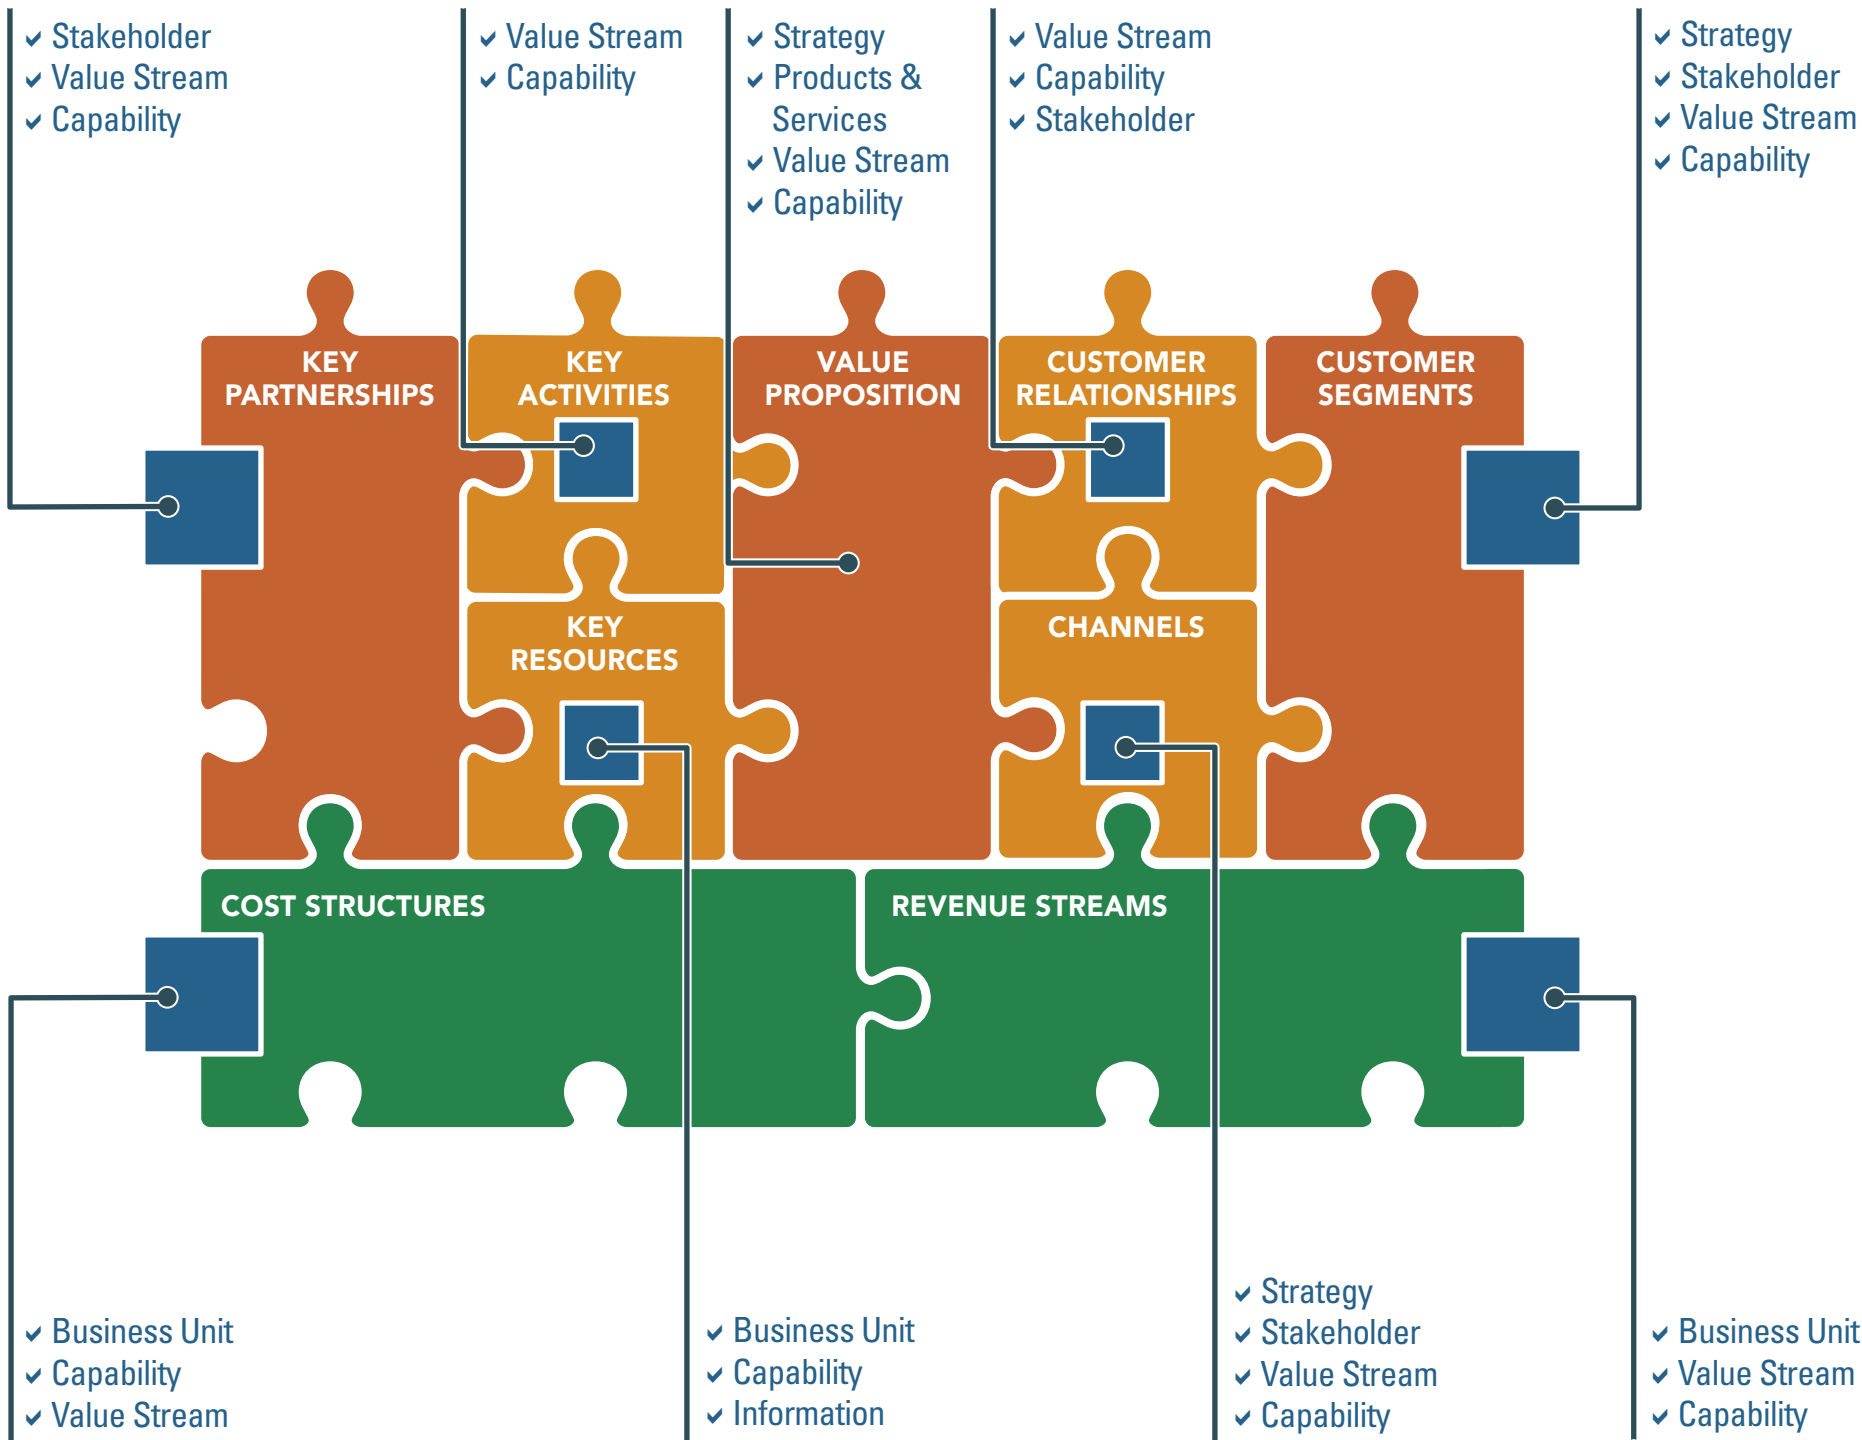 Stakeholder
Value Stream
Capability
Value Stream
Capability
Strategy
Products &
Services
Value Stream
Capability
Value Stream
Capability
Stakeholder
Strategy
Stakeholder
Value Stream
Capability
KEY
PARTNERSHIPS
KEY
ACTIVITIES
VALUE
PROPOSITION
CUSTOMER
RELATIONSHIPS
CUSTOMER
SEGMENTS
KEY
RESOURCES
CHANNELS
COST STRUCTURES
REVENUE STREAMS
Business Unit
Capability
Value Stream
Business Unit
Capability
Information
Strategy
Stakeholder
Value Stream
Capability
Business Unit
Value Stream
Capability